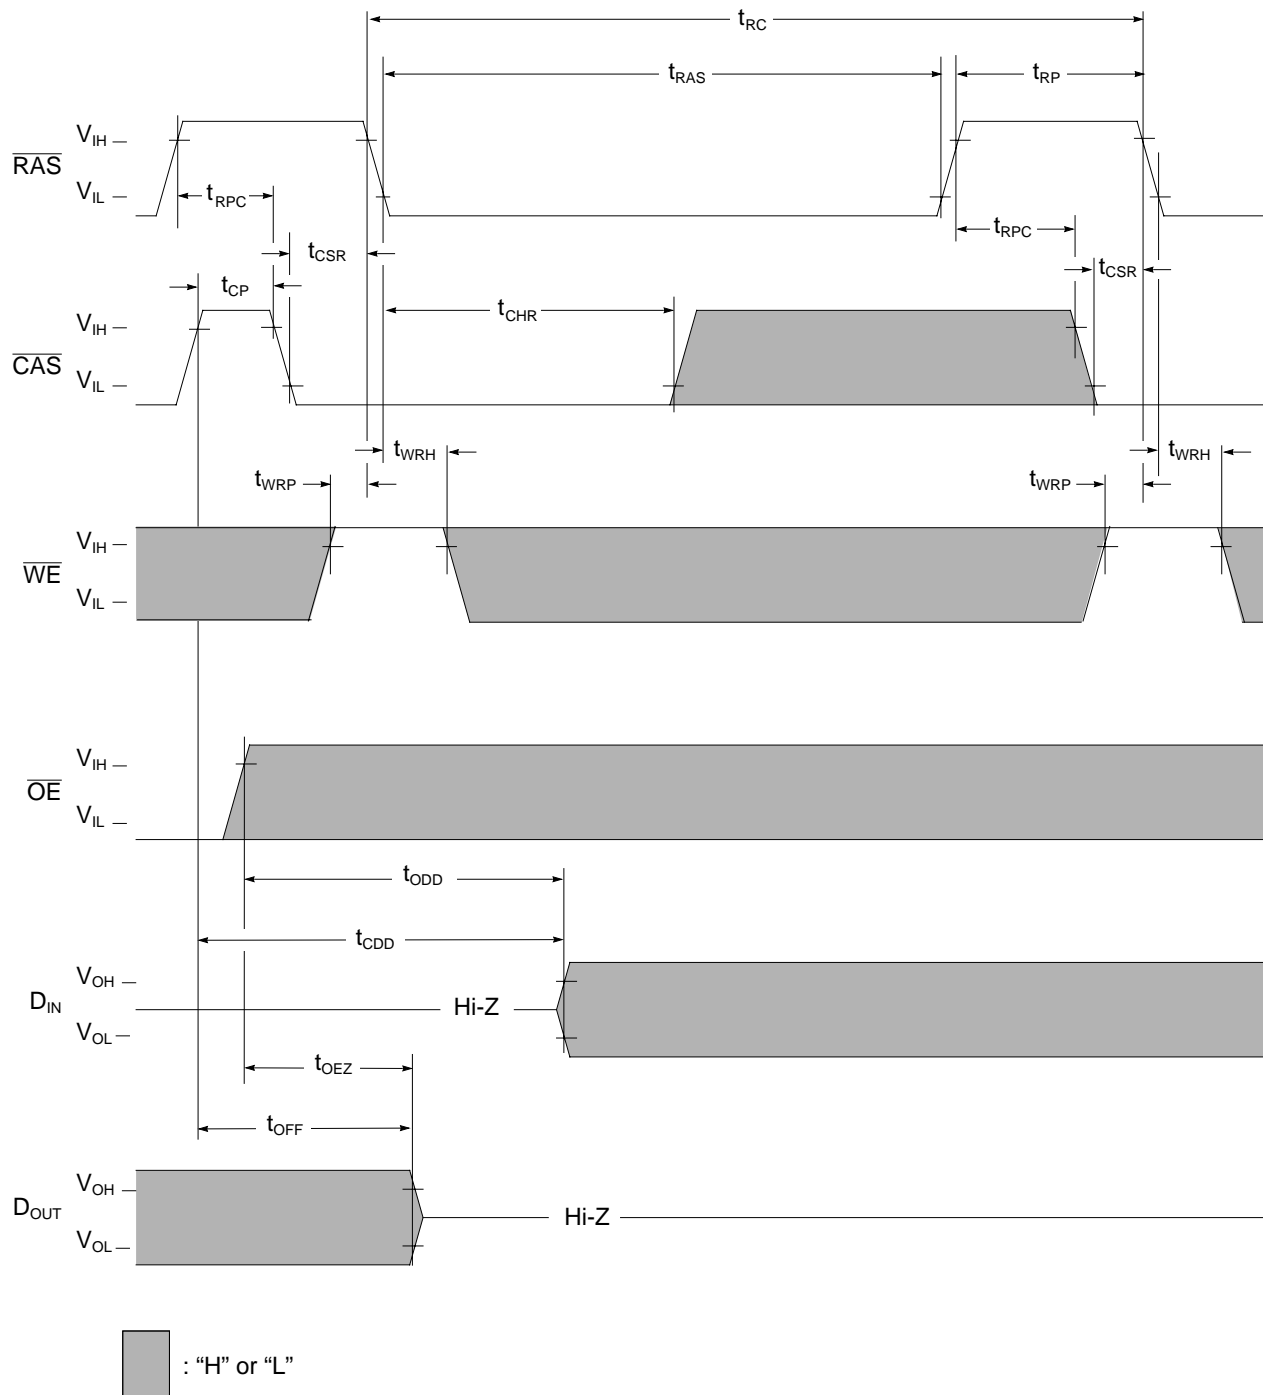 tRC
tRAS
tRP
VIH
RAS
VIL
tRPC
tRPC
tCSR
tCSR
tCP
tCHR
VIH
CAS
VIL
tWRH
tWRH
tWRP
tWRP
VIH
WE
VIL
VIH
OE
VIL
tODD
tCDD
VOH
DIN
Hi-Z
VOL
tOEZ
tOFF
VOH
DOUT
Hi-Z
VOL
: “H” or “L”